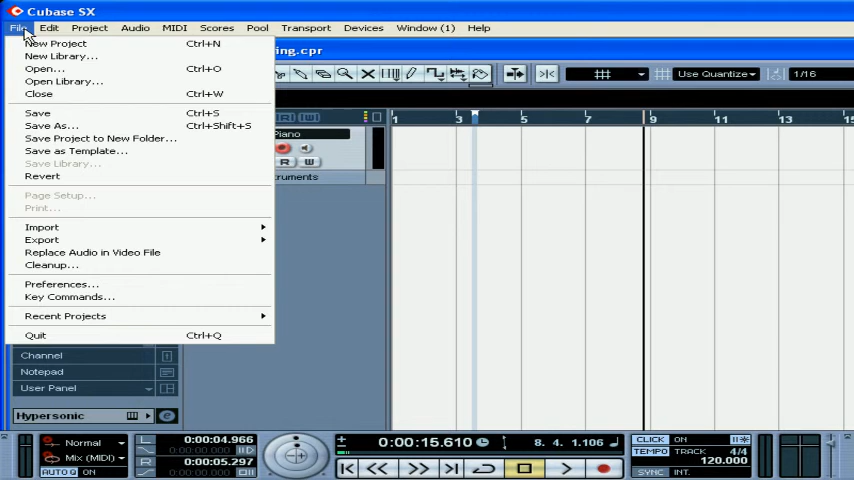 Cubase SX
File Edit Project Audio MIDI Scores Pool Transport Devices Window (1) Help
ing.cpr
New Project Ctrl+N
New Library...
Open... Ctrl+O
Open Library...
Close Ctrl+W
Save Ctrl+S
Save As... Ctrl+Shift+S
Save Project to New Folder...
Save as Template...
Save Library...
Revert
Page Setup...
Print...
Import
Export
Replace Audio in Video File
Cleanup...
Preferences...
Key Commands...
Recent Projects
Quit Ctrl+Q
Use Quantize 1/16
1 3 5 7 9 11 13 15
Piano
R W
ruments
Channel
Notepad
User Panel
Hypersonic
Normal
Mix (MIDI)
AUTO Q ON
L 0:00:04.966
R 0:00:05.297
0:00:15.610 8. 4. 1.106
CLICK ON
TEMPO TRACK 4/4
120.000
SYNC INT.